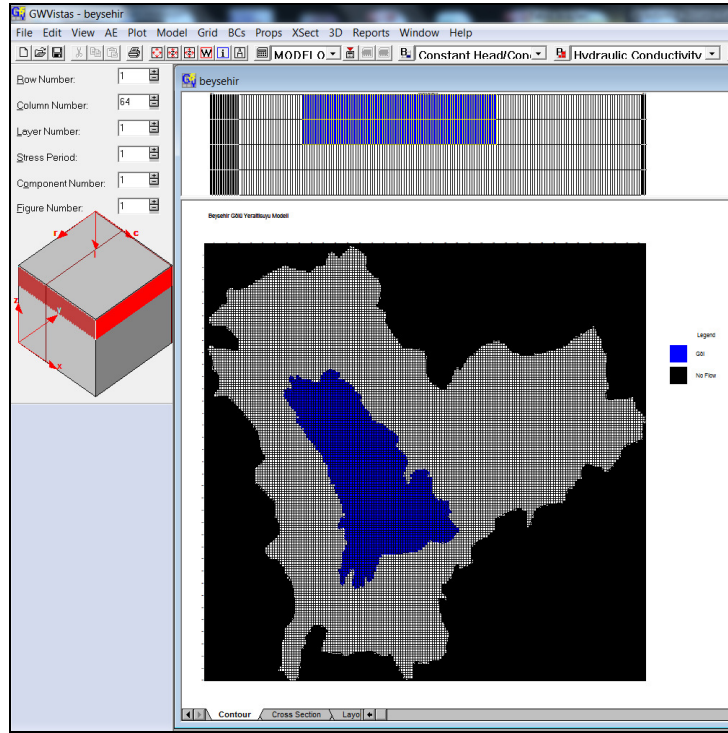 GWVistas - beysehir
File Edit View AE Plot Model Grid BCs Props XSect 3D Reports Window Help
W i A MODFLO Constant Head/Con Hydraulic Conductivity
Row Number: 1
Column Number: 64
Layer Number: 1
Stress Period: 1
Component Number: 1
Figure Number: 1
r c
l
z
y
x
beysehir
Beyşehir Gölü Yeraltısuyu Modeli
Legend
Göl
No Flow
Contour Cross Section Layo